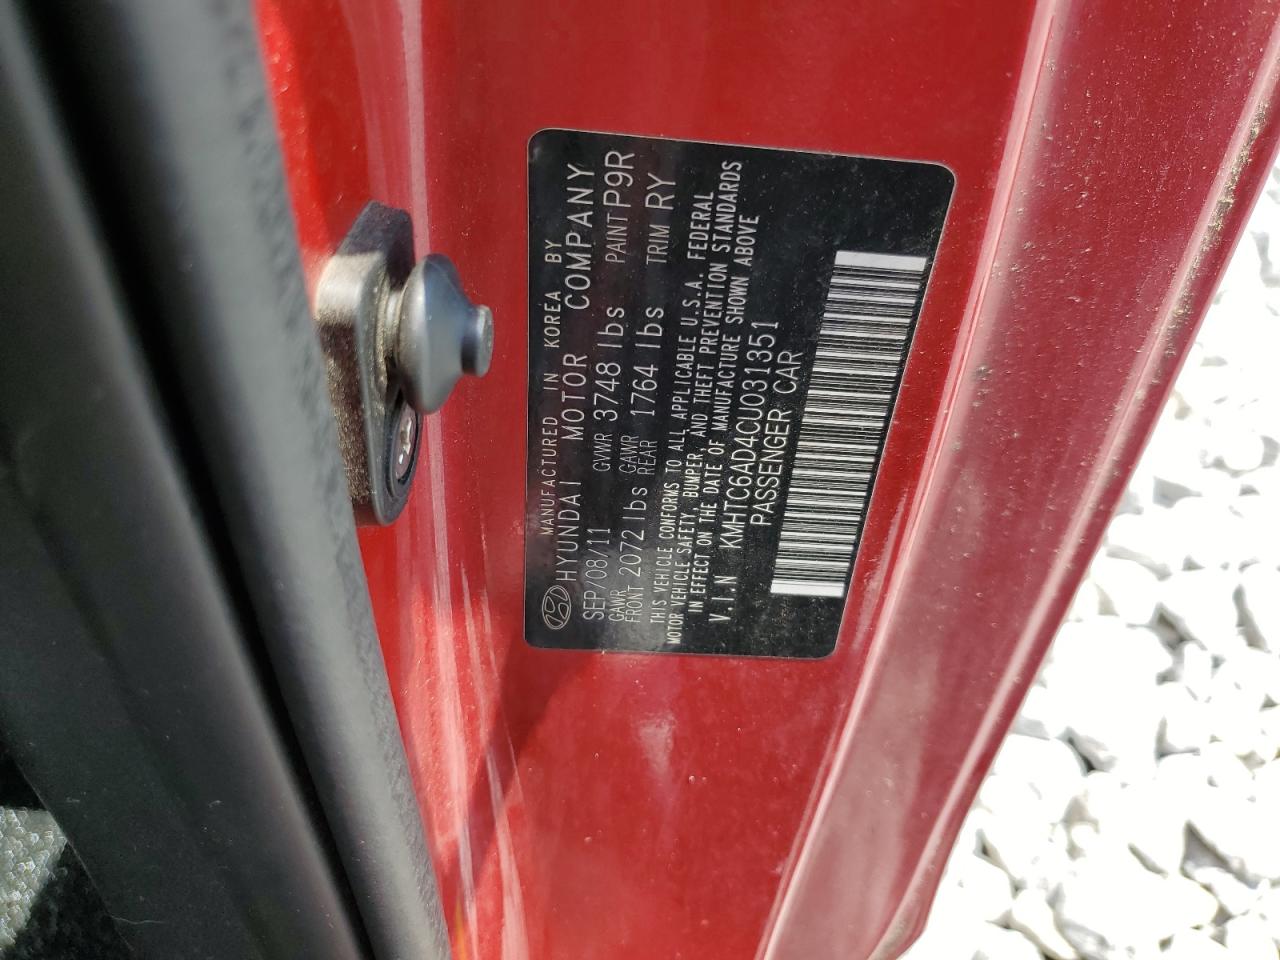 MANUFACTURED IN KOREA BY
HYUNDAI MOTOR COMPANY
SEP/08/11 GVWR 3748 lbs PAINT P9R
GAWR FRONT 2072 lbs GAWR REAR 1764 lbs TRIM RY
THIS VEHICLE CONFORMS TO ALL APPLICABLE U.S.A. FEDERAL
MOTOR VEHICLE SAFETY, BUMPER, AND THEFT PREVENTION STANDARDS
IN EFFECT ON THE DATE OF MANUFACTURE SHOWN ABOVE
V.I.N KMHTC6AD4CU031351
PASSENGER CAR